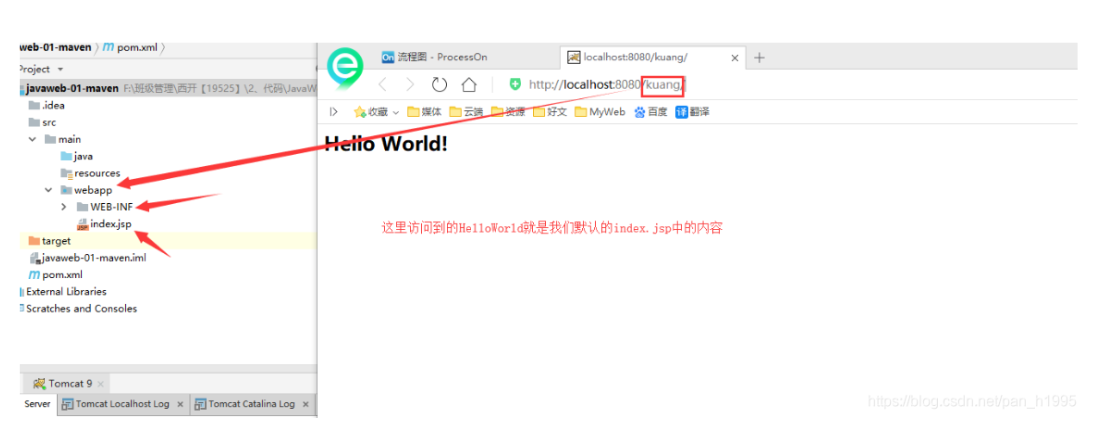 web-01-maven 〉 m pom.xml 〉
Project
javaweb-01-maven F:\班级管理\西开【19525】\2、代码\JavaW
.idea
src
main
java
resources
webapp
WEB-INF
index.jsp
target
javaweb-01-maven.iml
m pom.xml
External Libraries
Scratches and Consoles
Tomcat 9 ×
Server Tomcat Localhost Log × Tomcat Catalina Log ×
On 流程图 - ProcessOn localhost:8080/kuang/ × +
http://localhost:8080/kuang/
收藏 媒体 云端 资源 好文 MyWeb 百度 译 翻译
Hello World!
这里访问到的HelloWorld就是我们默认的index.jsp中的内容
https://blog.csdn.net/pan_h1995